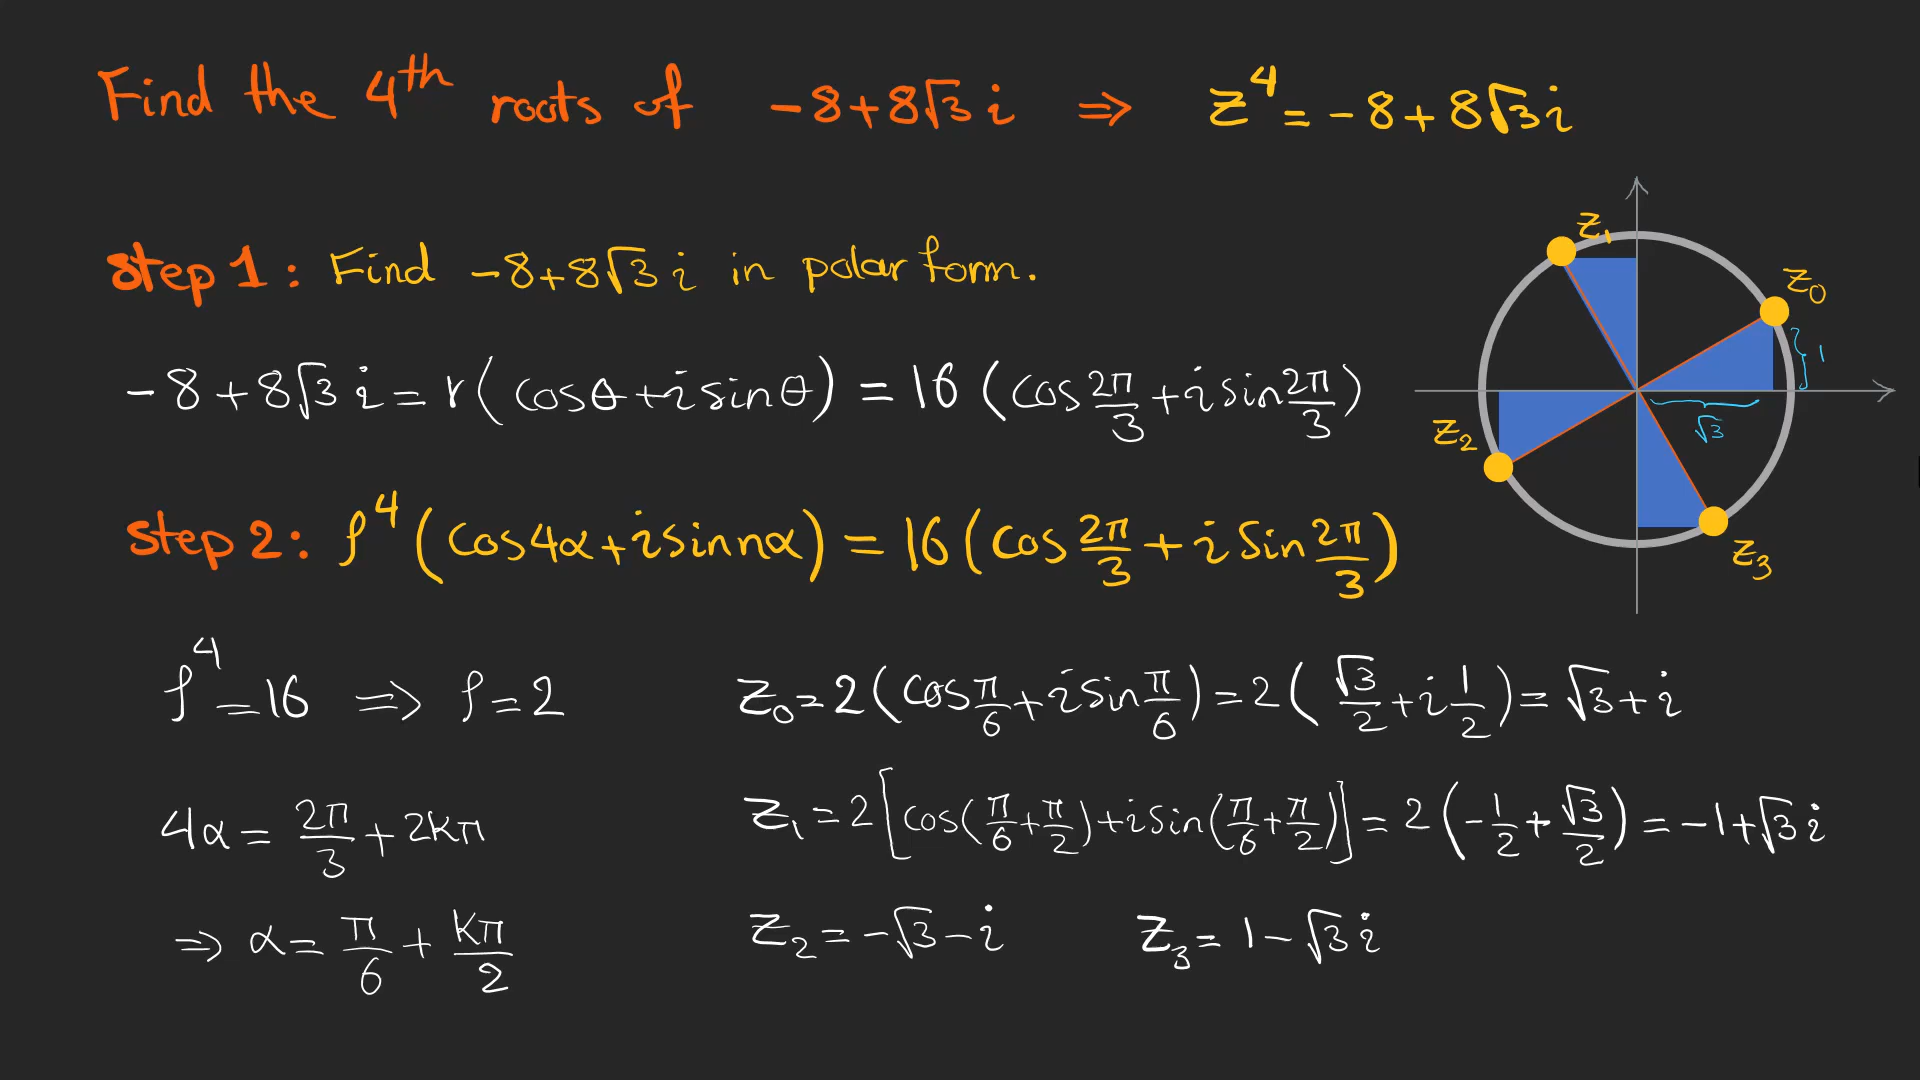 Find the 4th roots of -8+8√3 i ⇒ z⁴ = -8+8√3 i
step 1: Find -8+8√3 i in polar form.
-8+8√3 i = r(cosθ+i sinθ) = 16 (cos 2π/3 + i sin 2π/3)
step 2: ρ⁴(cos4α+i sin nα) = 16(cos 2π/3 + i sin 2π/3)
ρ⁴ = 16 ⇒ ρ = 2
4α = 2π/3 + 2kπ
⇒ α = π/6 + kπ/2
z₀ = 2(cos π/6 + i sin π/6) = 2(√3/2 + i 1/2) = √3 + i
z₁ = 2[cos(π/6 + π/2) + i sin(π/6 + π/2)] = 2(-1/2 + √3/2) = -1+√3 i
z₂ = -√3 - i
z₃ = 1 - √3 i
z₁
z₀
1
√3
z₂
z₃